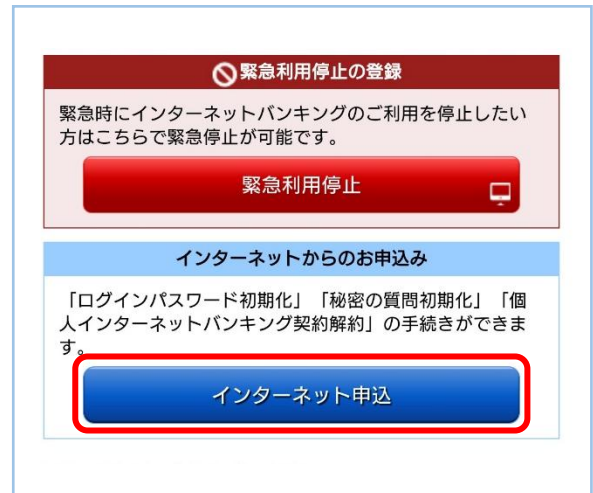 緊急利用停止の登録
緊急時にインターネットバンキングのご利用を停止したい
方はこちらで緊急停止が可能です。
緊急利用停止
インターネットからのお申込み
「ログインパスワード初期化」「秘密の質問初期化」「個
人インターネットバンキング契約解約」の手続きができま
す。
インターネット申込